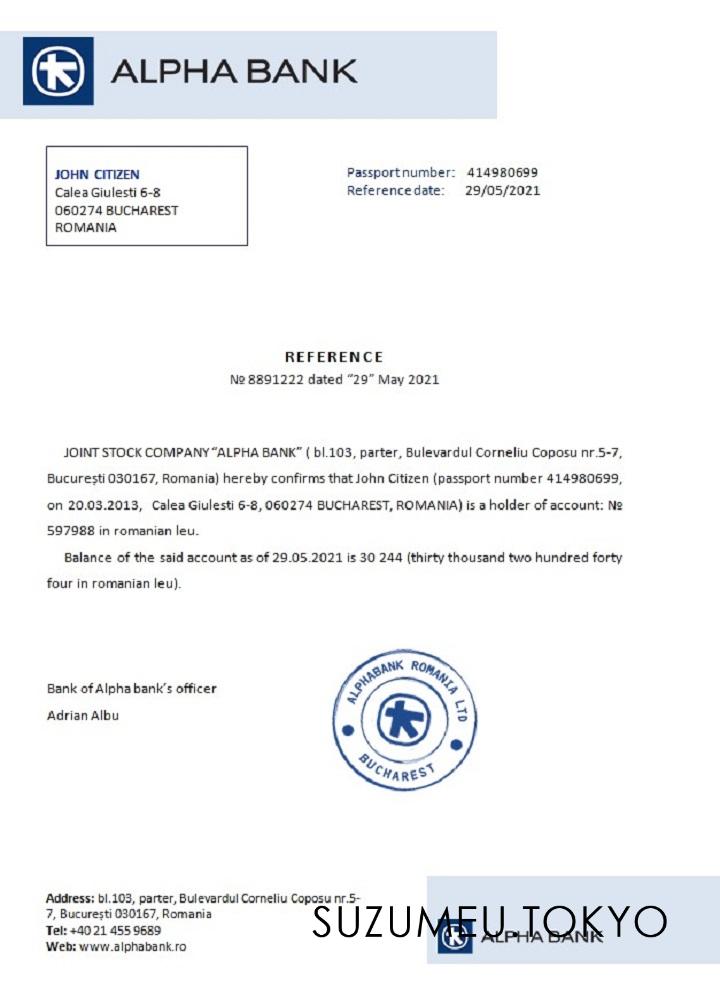 ALPHA BANK
JOHN CITIZEN
Calea Giulesti 6-8
060274 BUCHAREST
ROMANIA
Passport number: 414980699
Reference date: 29/05/2021
REFERENCE
№ 8891222 dated “29” May 2021
JOINT STOCK COMPANY “ALPHA BANK” ( bl.103, parter, Bulevardul Corneliu Coposu nr.5-7,
București 030167, Romania) hereby confirms that John Citizen (passport number 414980699,
on 20.03.2013, Calea Giulesti 6-8, 060274 BUCHAREST, ROMANIA) is a holder of account: №
597988 in romanian leu.
Balance of the said account as of 29.05.2021 is 30 244 (thirty thousand two hundred forty
four in romanian leu).
Bank of Alpha bank’s officer
Adrian Albu
ALPHABANK ROMANIA LTD
BUCHAREST
Address: bl.103, parter, Bulevardul Corneliu Coposu nr.5-
7, București 030167, Romania
Tel: +40 21 455 9689
Web: www.alphabank.ro
SUZUMEU.TOKYO
ALPHA BANK